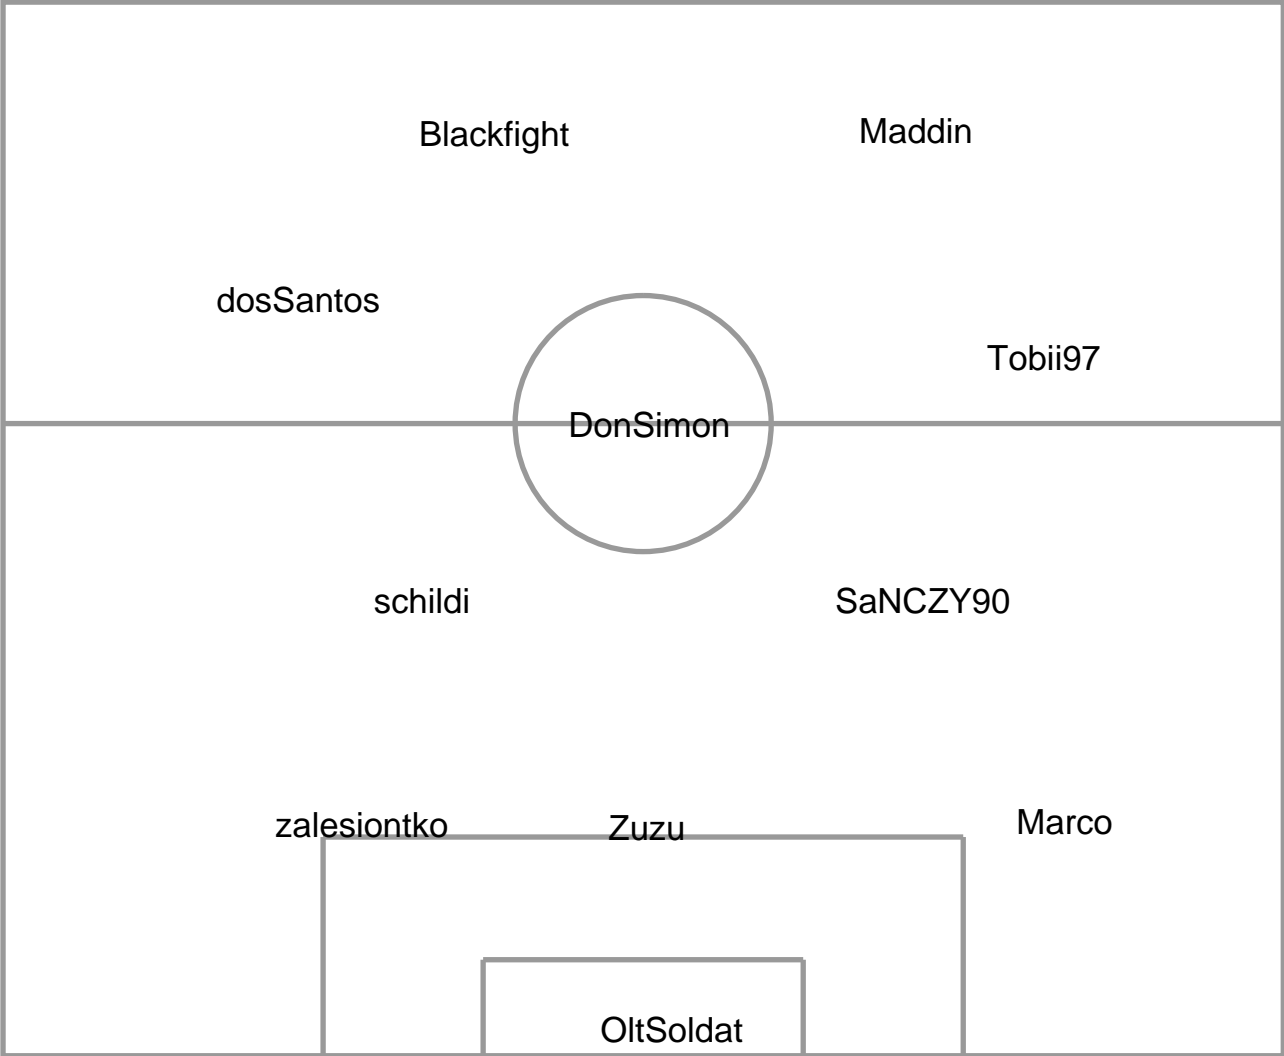 Blackfight
Maddin
dosSantos
Tobii97
DonSimon
schildi
SaNCZY90
zalesiontko
Zuzu
Marco
OltSoldat